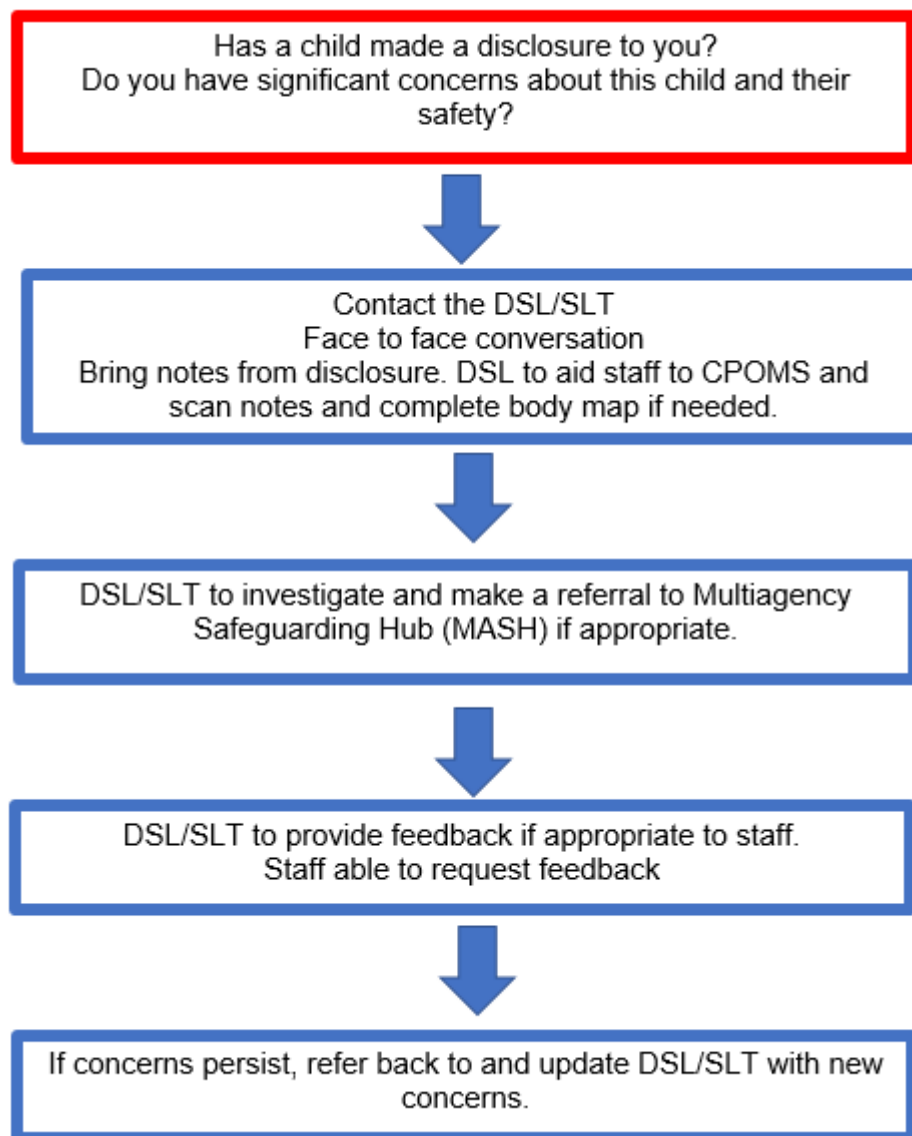 Has a child made a disclosure to you?
Do you have significant concerns about this child and their
safety?
Contact the DSL/SLT
Face to face conversation
Bring notes from disclosure. DSL to aid staff to CPOMS and
scan notes and complete body map if needed.
DSL/SLT to investigate and make a referral to Multiagency
Safeguarding Hub (MASH) if appropriate.
DSL/SLT to provide feedback if appropriate to staff.
Staff able to request feedback
If concerns persist, refer back to and update DSL/SLT with new
concerns.